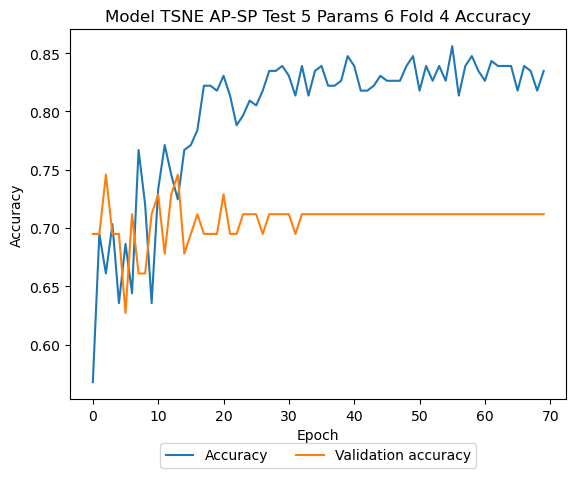 Model TSNE AP-SP Test 5 Params 6 Fold 4 Accuracy
0.85
0.80
0.75
0.70
0.65
0.60
Accuracy
0 10 20 30 40 50 60 70
Epoch
Accuracy Validation accuracy